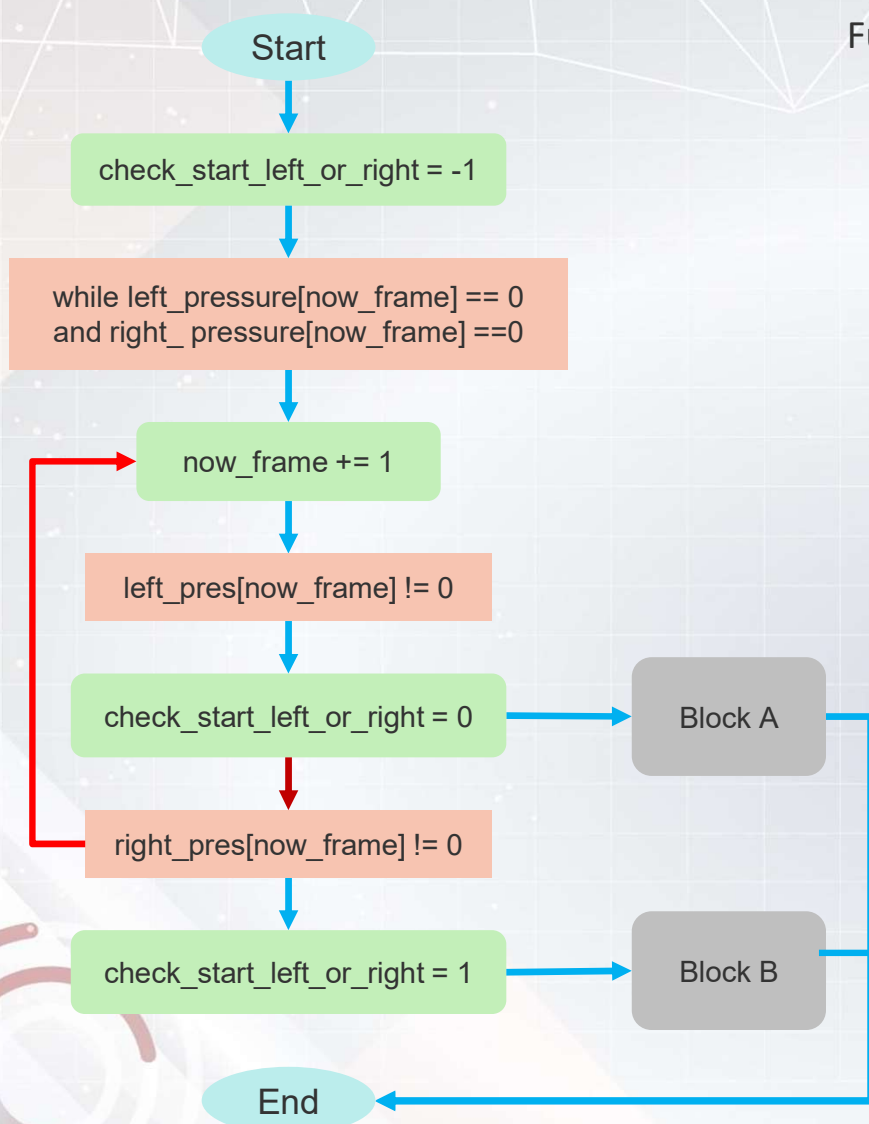 Start
Fu
check_start_left_or_right = -1
while left_pressure[now_frame] == 0
and right_ pressure[now_frame] ==0
now_frame += 1
left_pres[now_frame] != 0
check_start_left_or_right = 0
Block A
right_pres[now_frame] != 0
check_start_left_or_right = 1
Block B
End